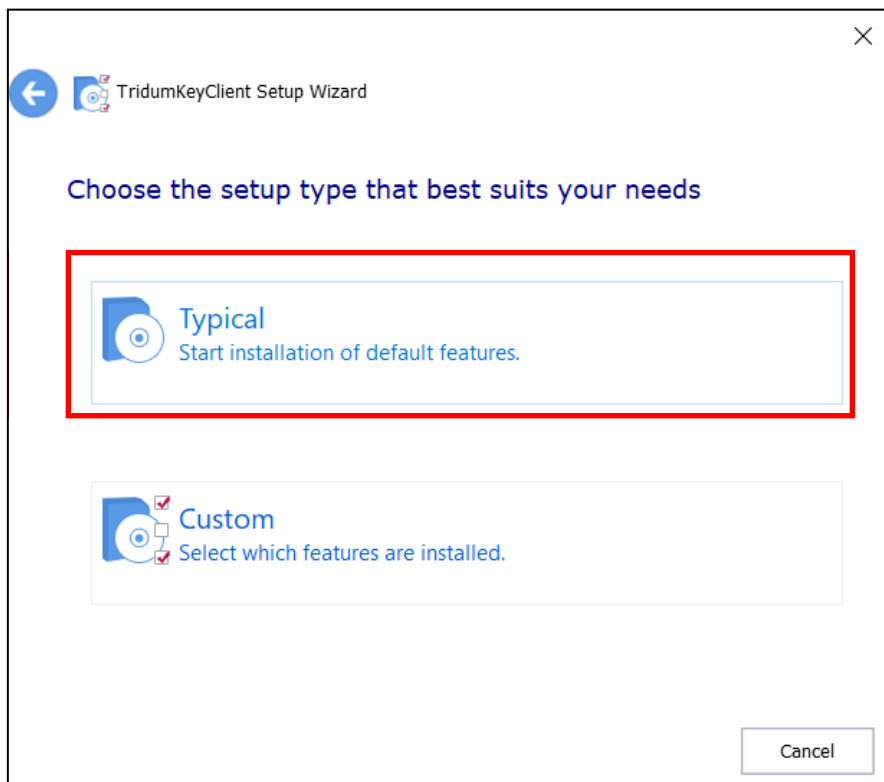 TridumKeyClient Setup Wizard
Choose the setup type that best suits your needs
Typical
Start installation of default features.
Custom
Select which features are installed.
Cancel